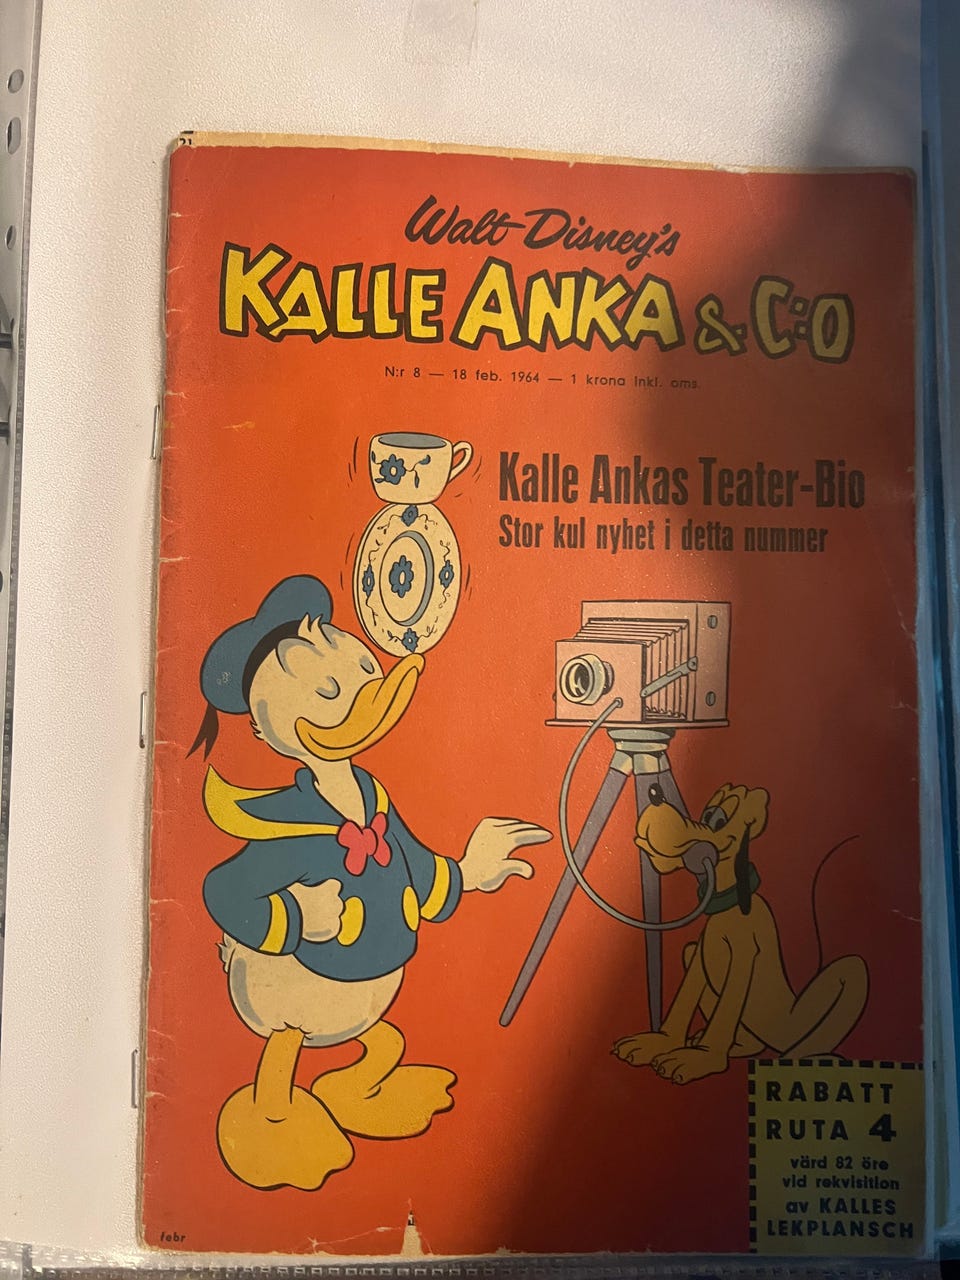 21
Walt Disney's
KALLE ANKA & C:O
N:r 8 — 18 feb. 1964 — 1 krona inkl. oms.
Kalle Ankas Teater-Bio
Stor kul nyhet i detta nummer
RABATT
RUTA 4
värd 82 öre
vid rekvisition
av KALLES
LEKPLANSCH
febr